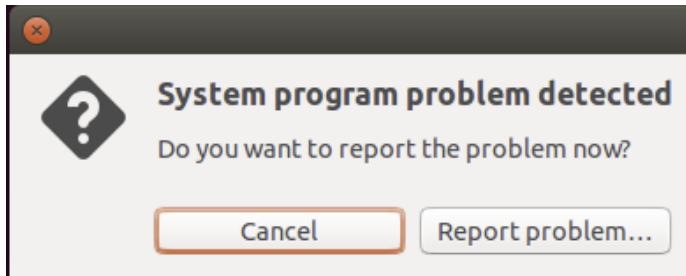 System program problem detected
Do you want to report the problem now?
Cancel
Report problem…